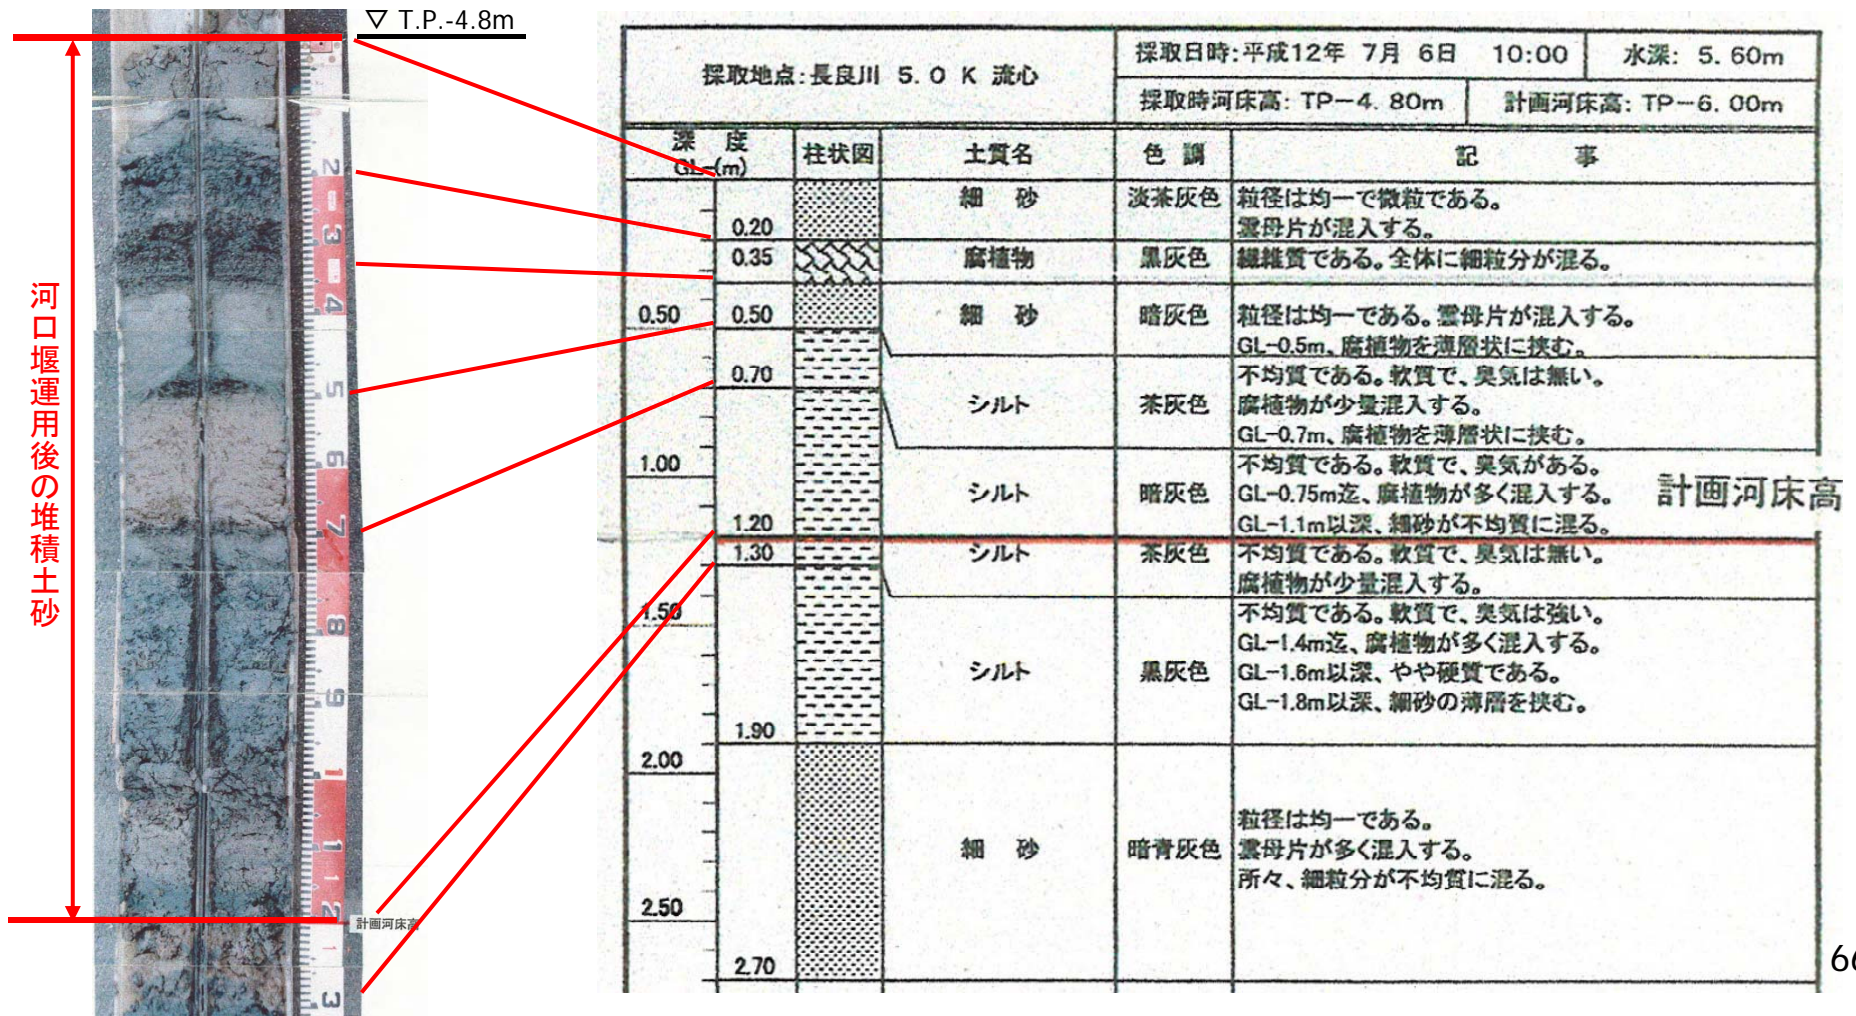 ▽ T.P.-4.8m
河口堰運用後の堆積土砂
2
3
4
5
6
7
8
9
1
1
1
2
1
3
計画河床高
採取地点:長良川 5.0K 流心
採取日時:平成12年 7月 6日 10:00
水深: 5.60m
採取時河床高: TP-4.80m
計画河床高: TP-6.00m
深 度
GL-(m)
柱状図
土質名
色 調
記 事
0.20
細 砂
淡茶灰色
粒径は均一で微粒である。
雲母片が混入する。
0.35
腐植物
黒灰色
繊維質である。全体に細粒分が混る。
0.50
0.50
細 砂
暗灰色
粒径は均一である。雲母片が混入する。
GL-0.5m、腐植物を薄層状に挟む。
0.70
シルト
茶灰色
不均質である。軟質で、臭気は無い。
腐植物が少量混入する。
GL-0.7m、腐植物を薄層状に挟む。
1.00
1.20
シルト
暗灰色
不均質である。軟質で、臭気がある。
GL-0.75m迄、腐植物が多く混入する。
GL-1.1m以深、細砂が不均質に混る。
計画河床高
1.30
シルト
茶灰色
不均質である。軟質で、臭気は無い。
腐植物が少量混入する。
1.50
1.90
シルト
黒灰色
不均質である。軟質で、臭気は強い。
GL-1.4m迄、腐植物が多く混入する。
GL-1.6m以深、やや硬質である。
GL-1.8m以深、細砂の薄層を挟む。
2.00
2.50
2.70
細 砂
暗青灰色
粒径は均一である。
雲母片が多く混入する。
所々、細粒分が不均質に混る。
66